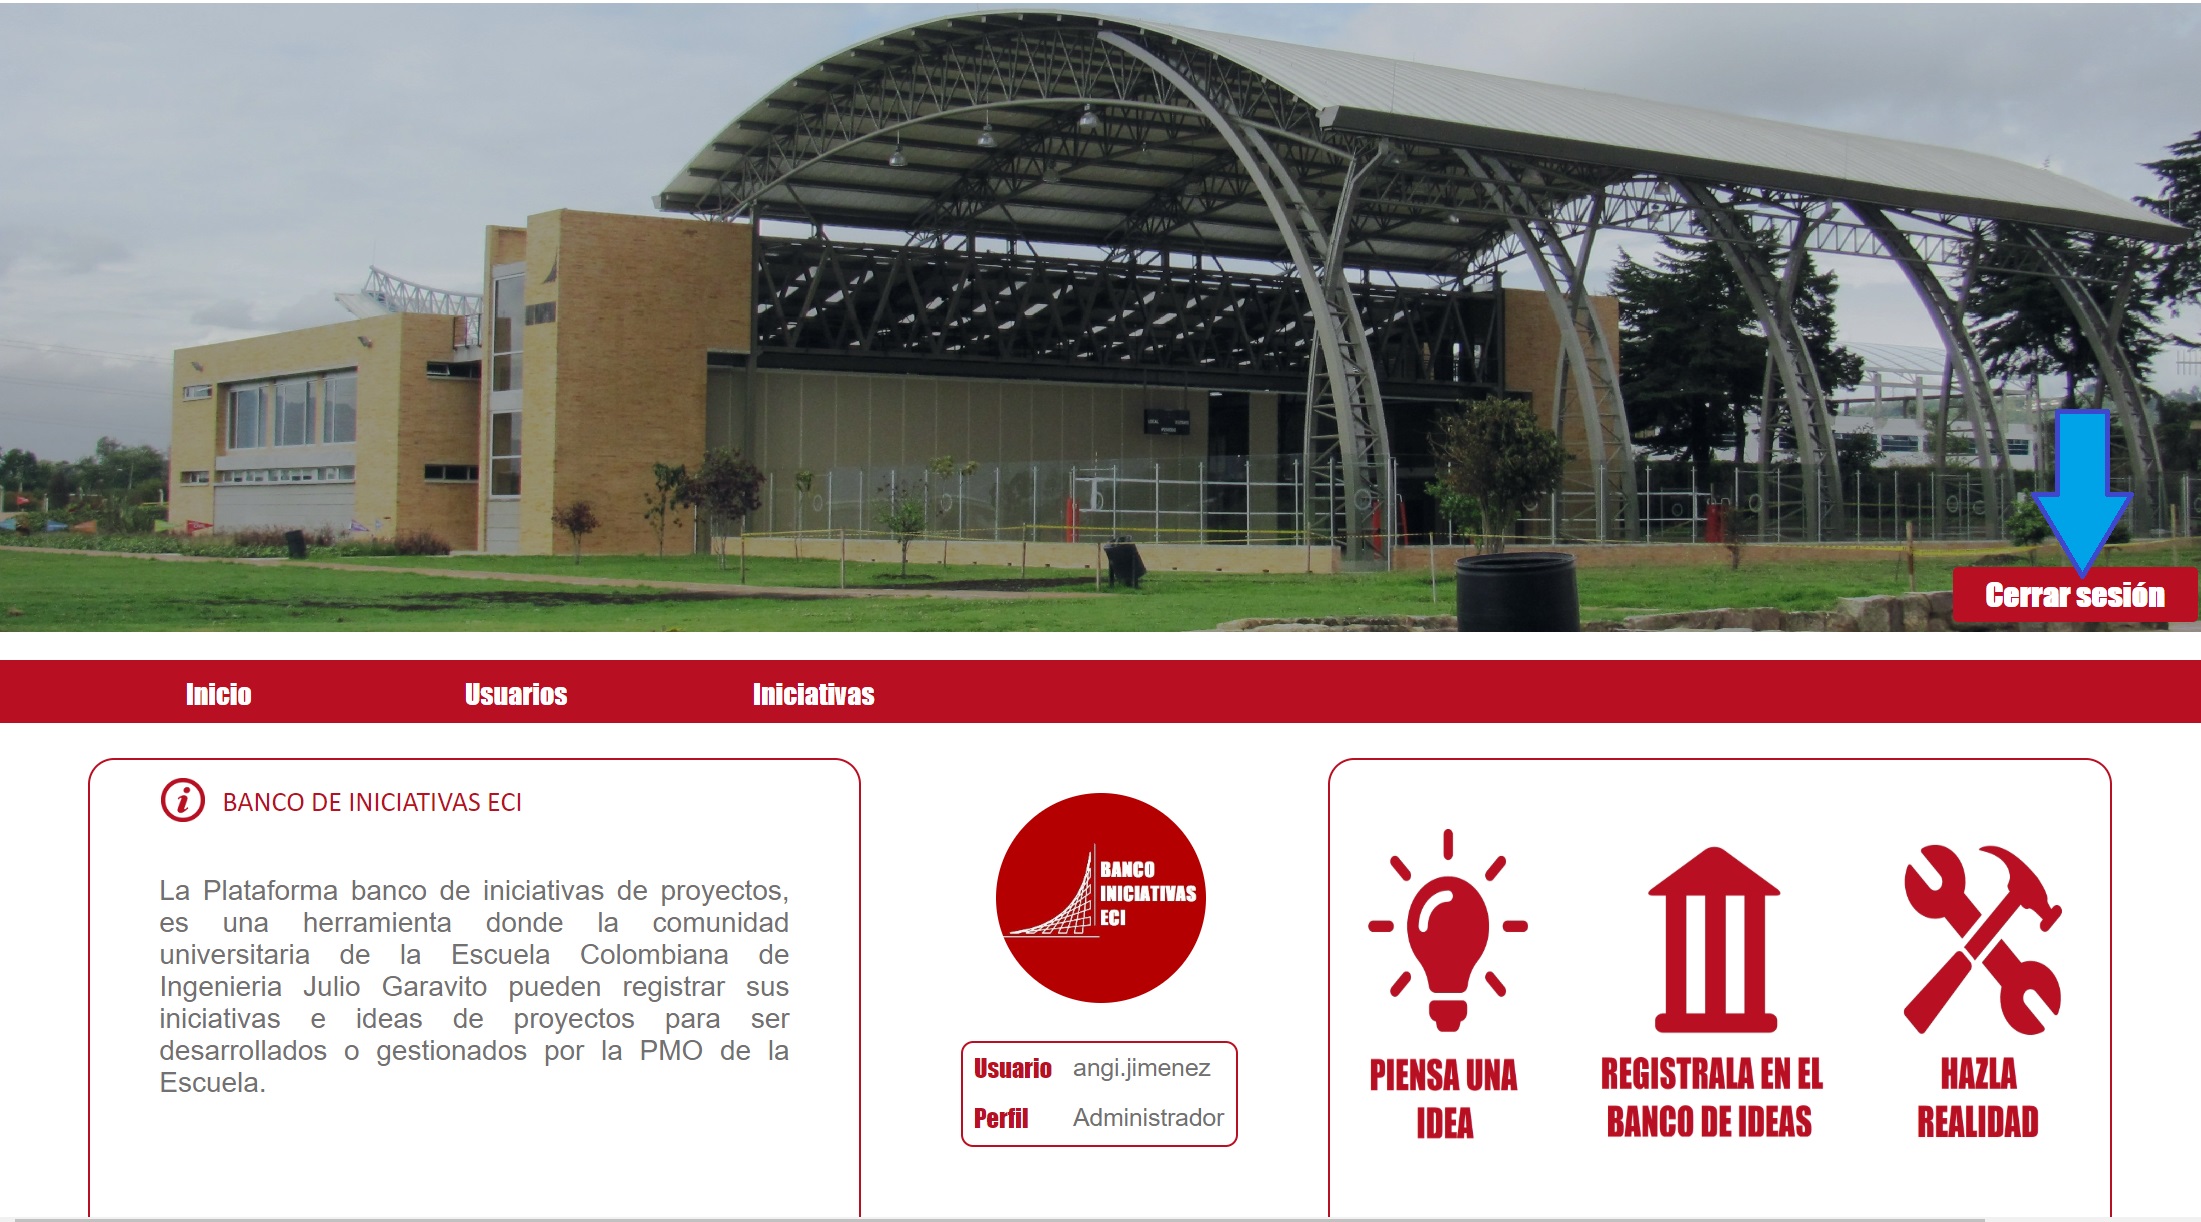 Cerrar sesión
Inicio
Usuarios
Iniciativas
BANCO DE INICIATIVAS ECI
La Plataforma banco de iniciativas de proyectos,
es una herramienta donde la comunidad
universitaria de la Escuela Colombiana de
Ingenieria Julio Garavito pueden registrar sus
iniciativas e ideas de proyectos para ser
desarrollados o gestionados por la PMO de la
Escuela.
BANCO
INICIATIVAS
ECI
Usuario angi.jimenez
Perfil Administrador
PIENSA UNA
IDEA
REGISTRALA EN EL
BANCO DE IDEAS
HAZLA
REALIDAD